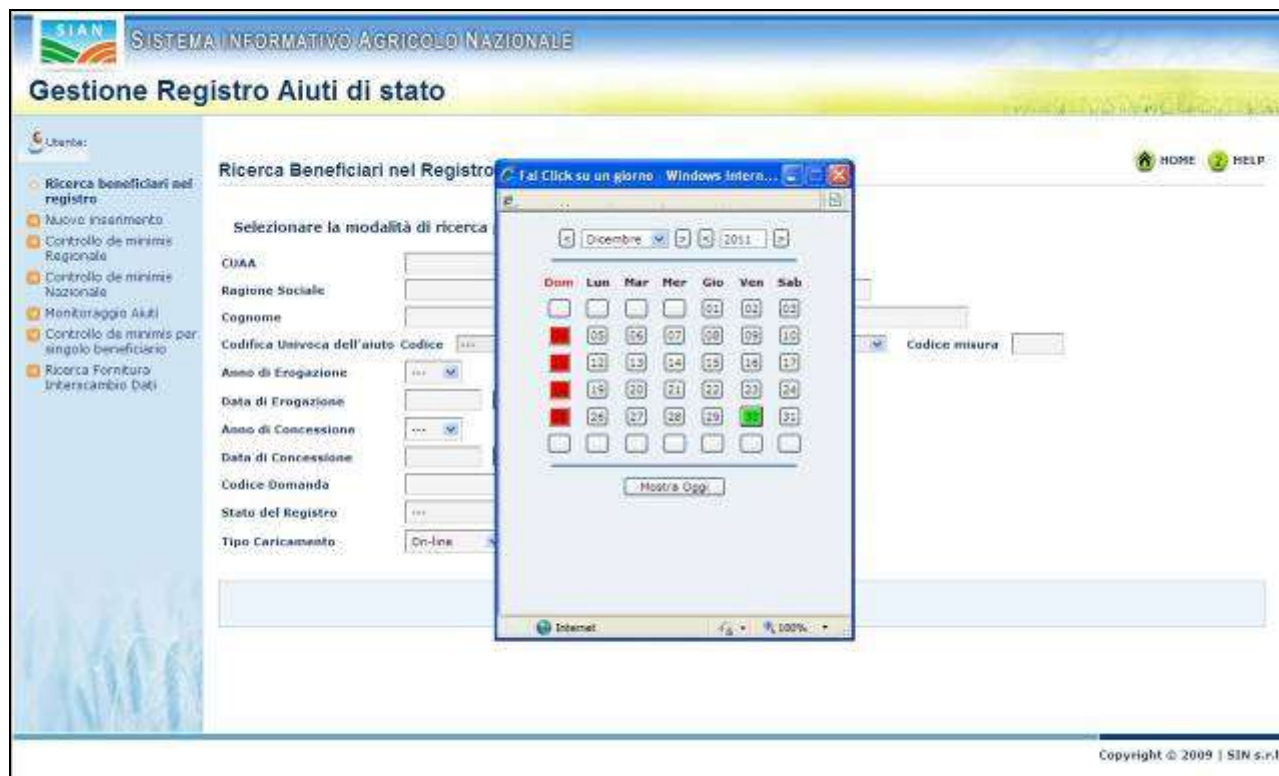 SIAN
SISTEMA INFORMATIVO AGRICOLO NAZIONALE
Gestione Registro Aiuti di stato
Utente:
HOME HELP
Ricerca beneficiari nel registro
Nuovo inserimento
Controllo de minimis Regionale
Controllo de minimis Nazionale
Monitoraggio Aiuti
Controllo de minimis per singolo beneficiario
Ricerca Fornitura Interscambio Dati
Ricerca Beneficiari nel Registro
Selezionare la modalità di ricerca
CUAA
Ragione Sociale
Cognome
Codifica Univoca dell'aiuto Codice --- Codice misura
Anno di Erogazione ---
Data di Erogazione
Anno di Concessione ---
Data di Concessione
Codice Domanda
Stato del Registro ---
Tipo Caricamento On-line
Fai Click su un giorno - Windows Intern...
< Dicembre > < 2011 >
Dom Lun Mar Mer Gio Ven Sab
01 02 03
05 06 07 08 09 10
12 13 14 15 16 17
19 20 21 22 23 24
26 27 28 29 30 31
Mostra Oggi
Internet 100%
Copyright © 2009 | SIN s.r.l